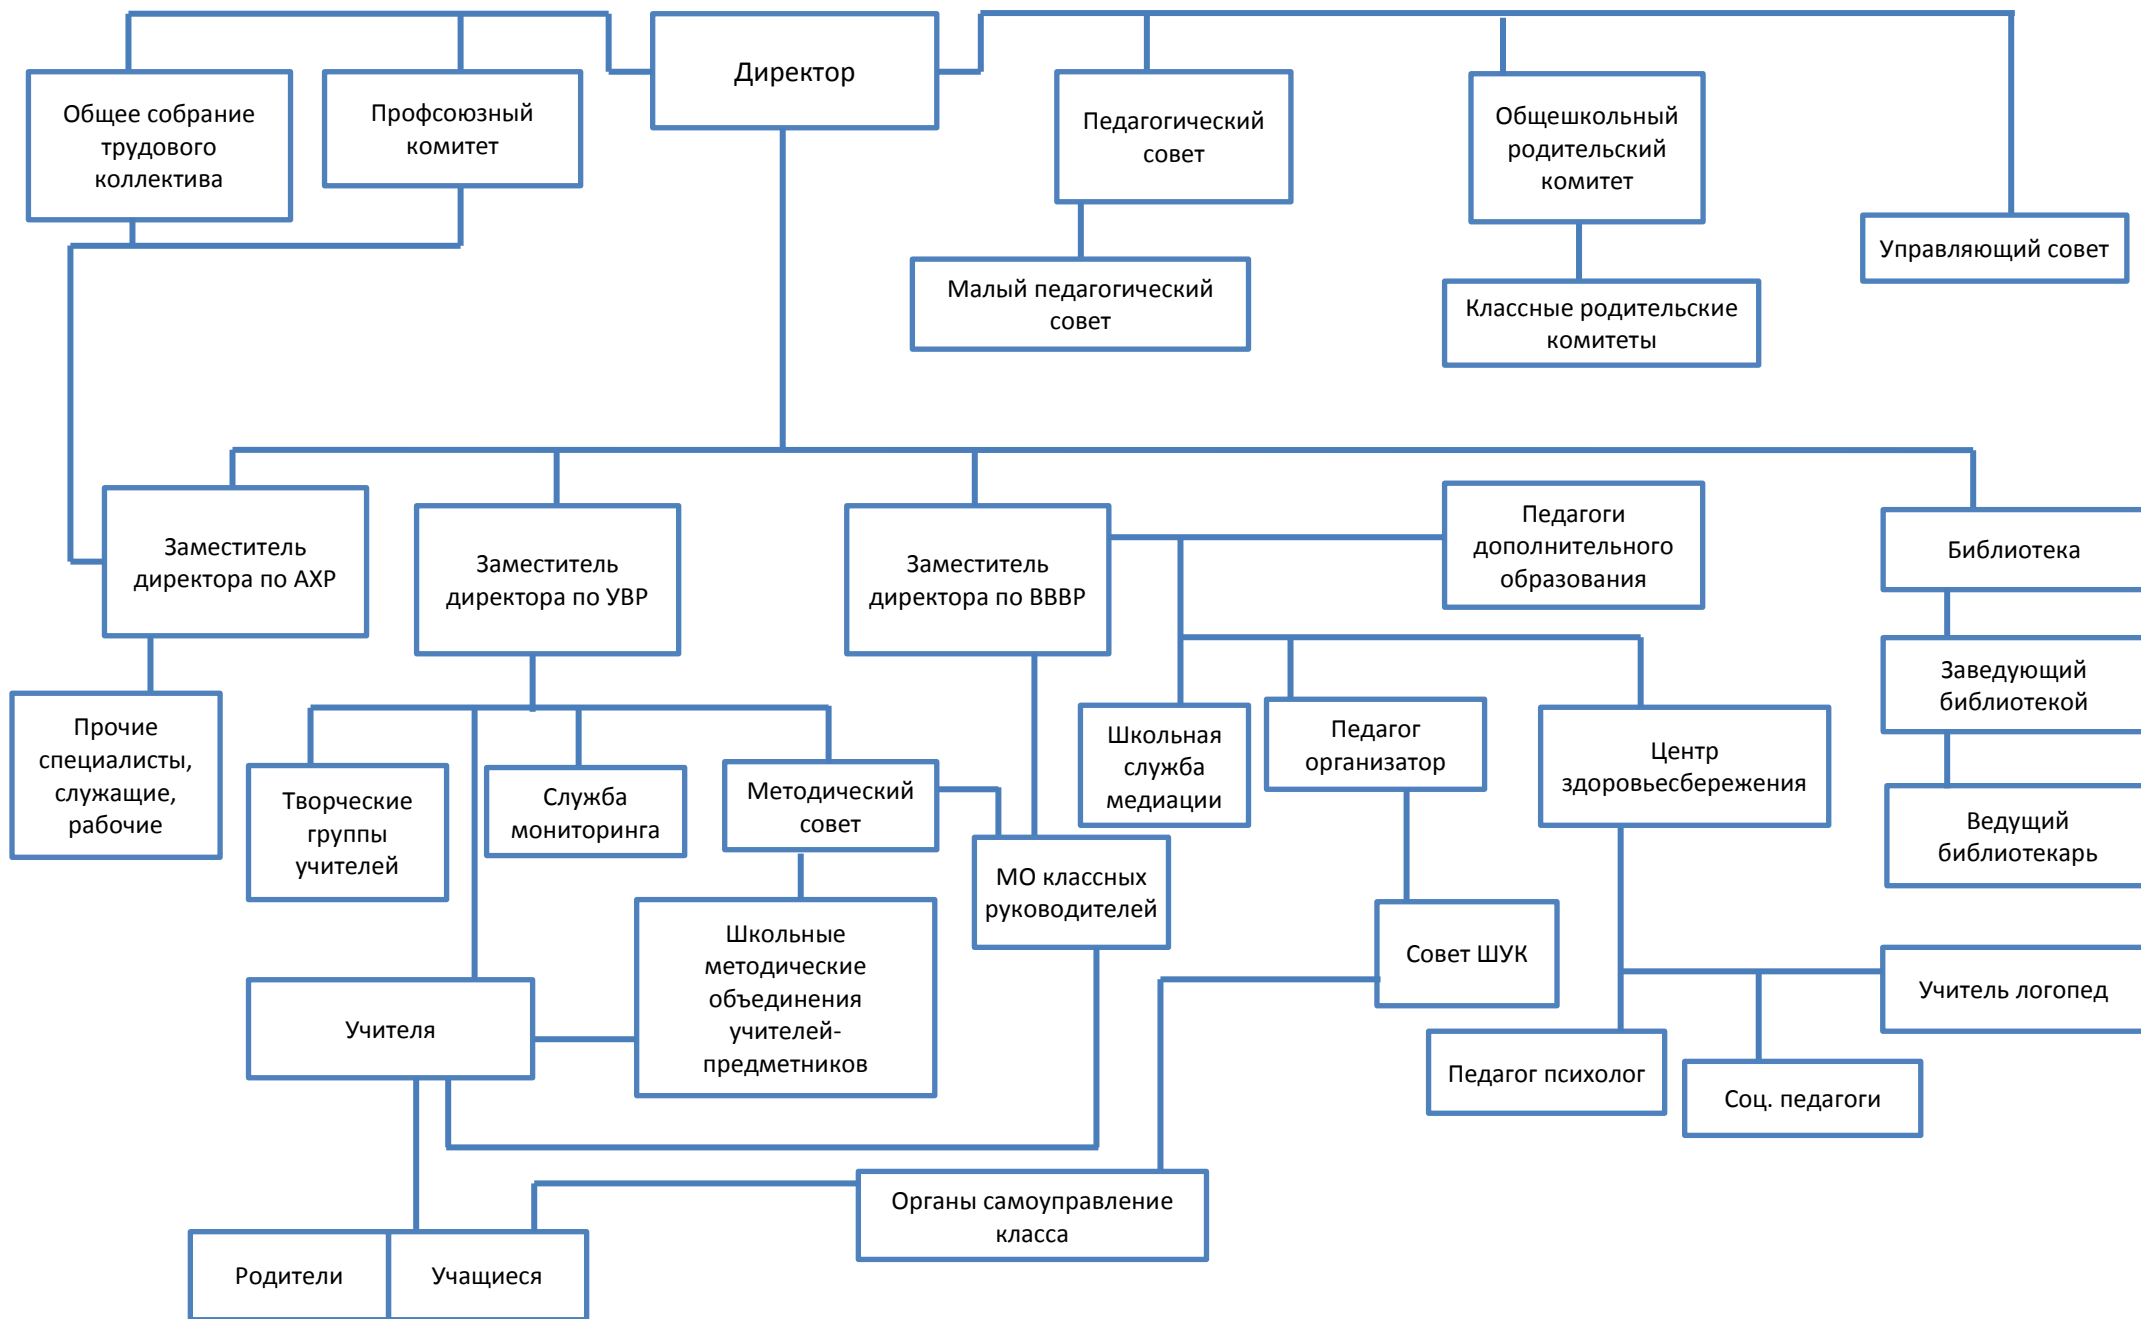 Директор
Общее собрание
трудового
коллектива
Профсоюзный
комитет
Педагогический
совет
Общешкольный
родительский
комитет
Управляющий совет
Малый педагогический
совет
Классные родительские
комитеты
Заместитель
директора по АХР
Заместитель
директора по УВР
Заместитель
директора по ВВВР
Педагоги
дополнительного
образования
Библиотека
Заведующий
библиотекой
Прочие
специалисты,
служащие,
рабочие
Творческие
группы
учителей
Служба
мониторинга
Методический
совет
Школьная
служба
медиации
Педагог
организатор
Центр
здоровьесбережения
Ведущий
библиотекарь
МО классных
руководителей
Школьные
методические
объединения
учителей-
предметников
Совет ШУК
Учитель логопед
Учителя
Педагог психолог
Соц. педагоги
Органы самоуправление
класса
Родители
Учащиеся